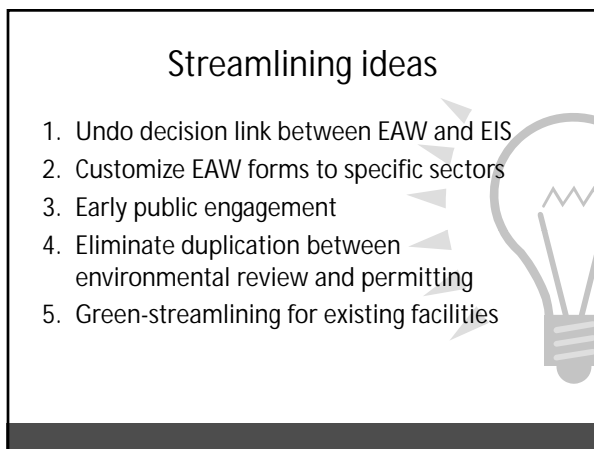 Streamlining ideas
1. Undo decision link between EAW and EIS
2. Customize EAW forms to specific sectors
3. Early public engagement
4. Eliminate duplication between
environmental review and permitting
5. Green-streamlining for existing facilities